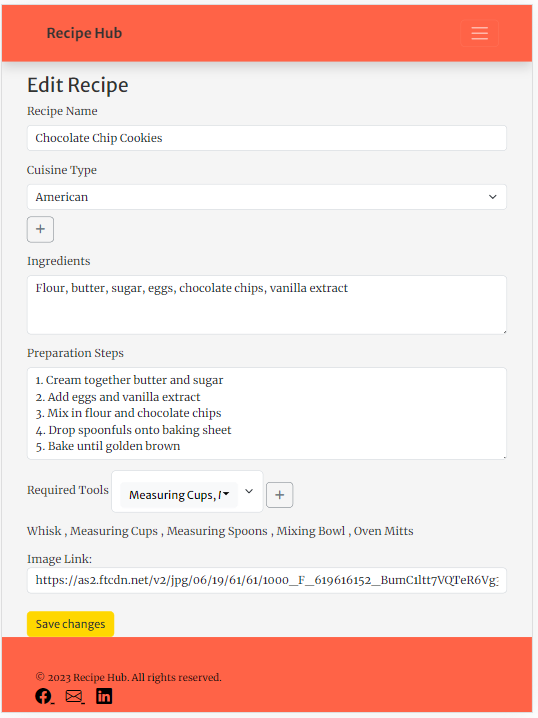 Recipe Hub
Edit Recipe
Recipe Name
Chocolate Chip Cookies
Cuisine Type
American
+
Ingredients
Flour, butter, sugar, eggs, chocolate chips, vanilla extract
Preparation Steps
1. Cream together butter and sugar
2. Add eggs and vanilla extract
3. Mix in flour and chocolate chips
4. Drop spoonfuls onto baking sheet
5. Bake until golden brown
Required Tools Measuring Cups, +
Whisk , Measuring Cups , Measuring Spoons , Mixing Bowl , Oven Mitts
Image Link:
https://as2.ftcdn.net/v2/jpg/06/19/61/61/1000_F_619616152_BumC1ltt7VQTeR6Vg
Save changes
© 2023 Recipe Hub. All rights reserved.